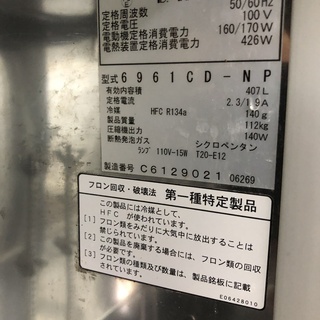 定格周波数 50/60Hz
定格電圧 100V
電動機定格消費電力 160/170W
電熱装置定格消費電力 426W
型式 6961CD-NP
有効内容積 407L
定格電流 2.3/1.9A
冷媒 HFC R134a 140g
製品質量 112kg
圧縮機出力 140W
断熱発泡ガス シクロペンタン
ランプ 110V-15W T20-E12
製造番号 C6129021 06269
フロン回収・破壊法 第一種特定製品
この製品には冷媒として、
HFC が使われています。
[1] フロン類をみだりに大気中に放出することは
禁じられています。
[2] この製品を廃棄する場合には、フロン類の回収
が必要です。
[3] フロン類の種類及び数量は、製品銘板に記載
されています。
E06428010